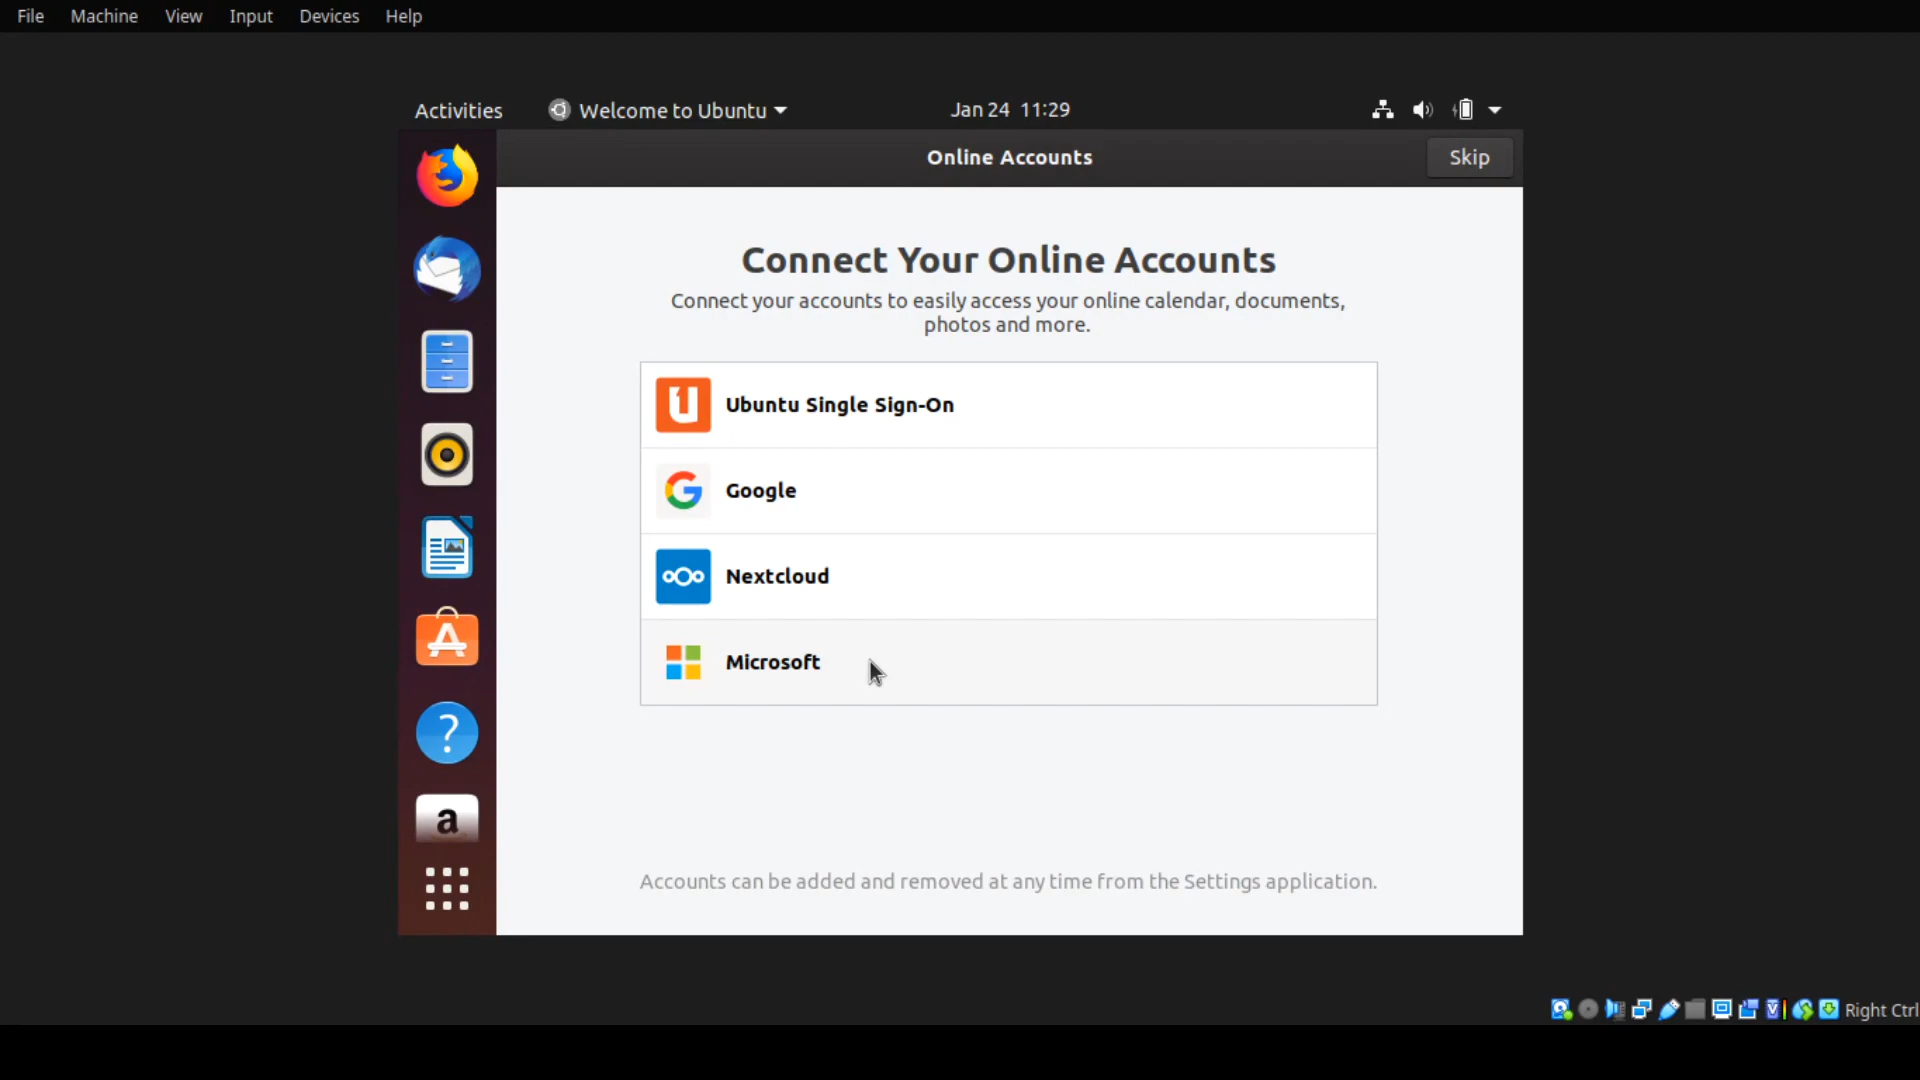 File Machine View Input Devices Help
Activities Welcome to Ubuntu Jan 24 11:29
Online Accounts Skip
Connect Your Online Accounts
Connect your accounts to easily access your online calendar, documents,
photos and more.
Ubuntu Single Sign-On
Google
Nextcloud
Microsoft
Accounts can be added and removed at any time from the Settings application.
Right Ctrl